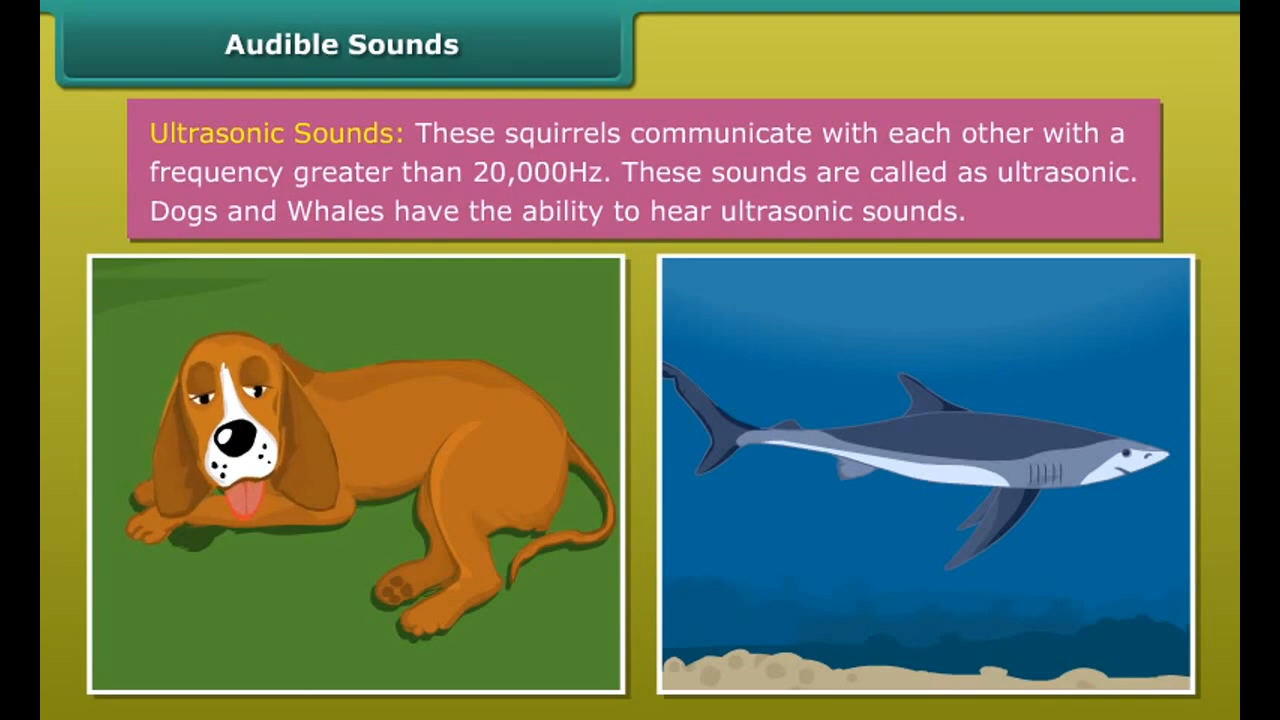 Audible Sounds
Ultrasonic Sounds: These squirrels communicate with each other with a
frequency greater than 20,000Hz. These sounds are called as ultrasonic.
Dogs and Whales have the ability to hear ultrasonic sounds.